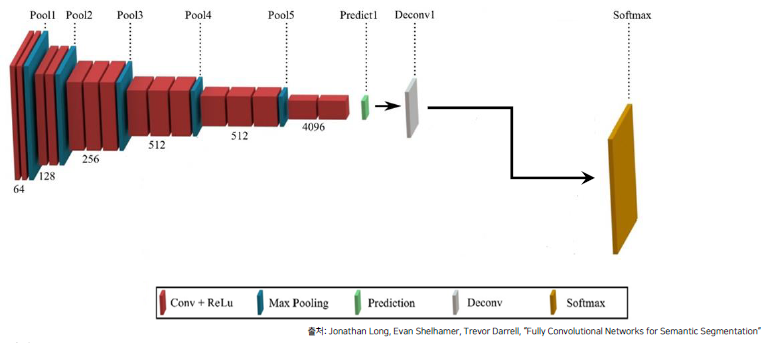 Pool1 Pool2 Pool3 Pool4 Pool5 Predict1 Deconv1 Softmax
64
128
256
512
512
4096
Conv + ReLu Max Pooling Prediction Deconv Softmax
출처: Jonathan Long, Evan Shelhamer, Trevor Darrell, "Fully Convolutional Networks for Semantic Segmentation"